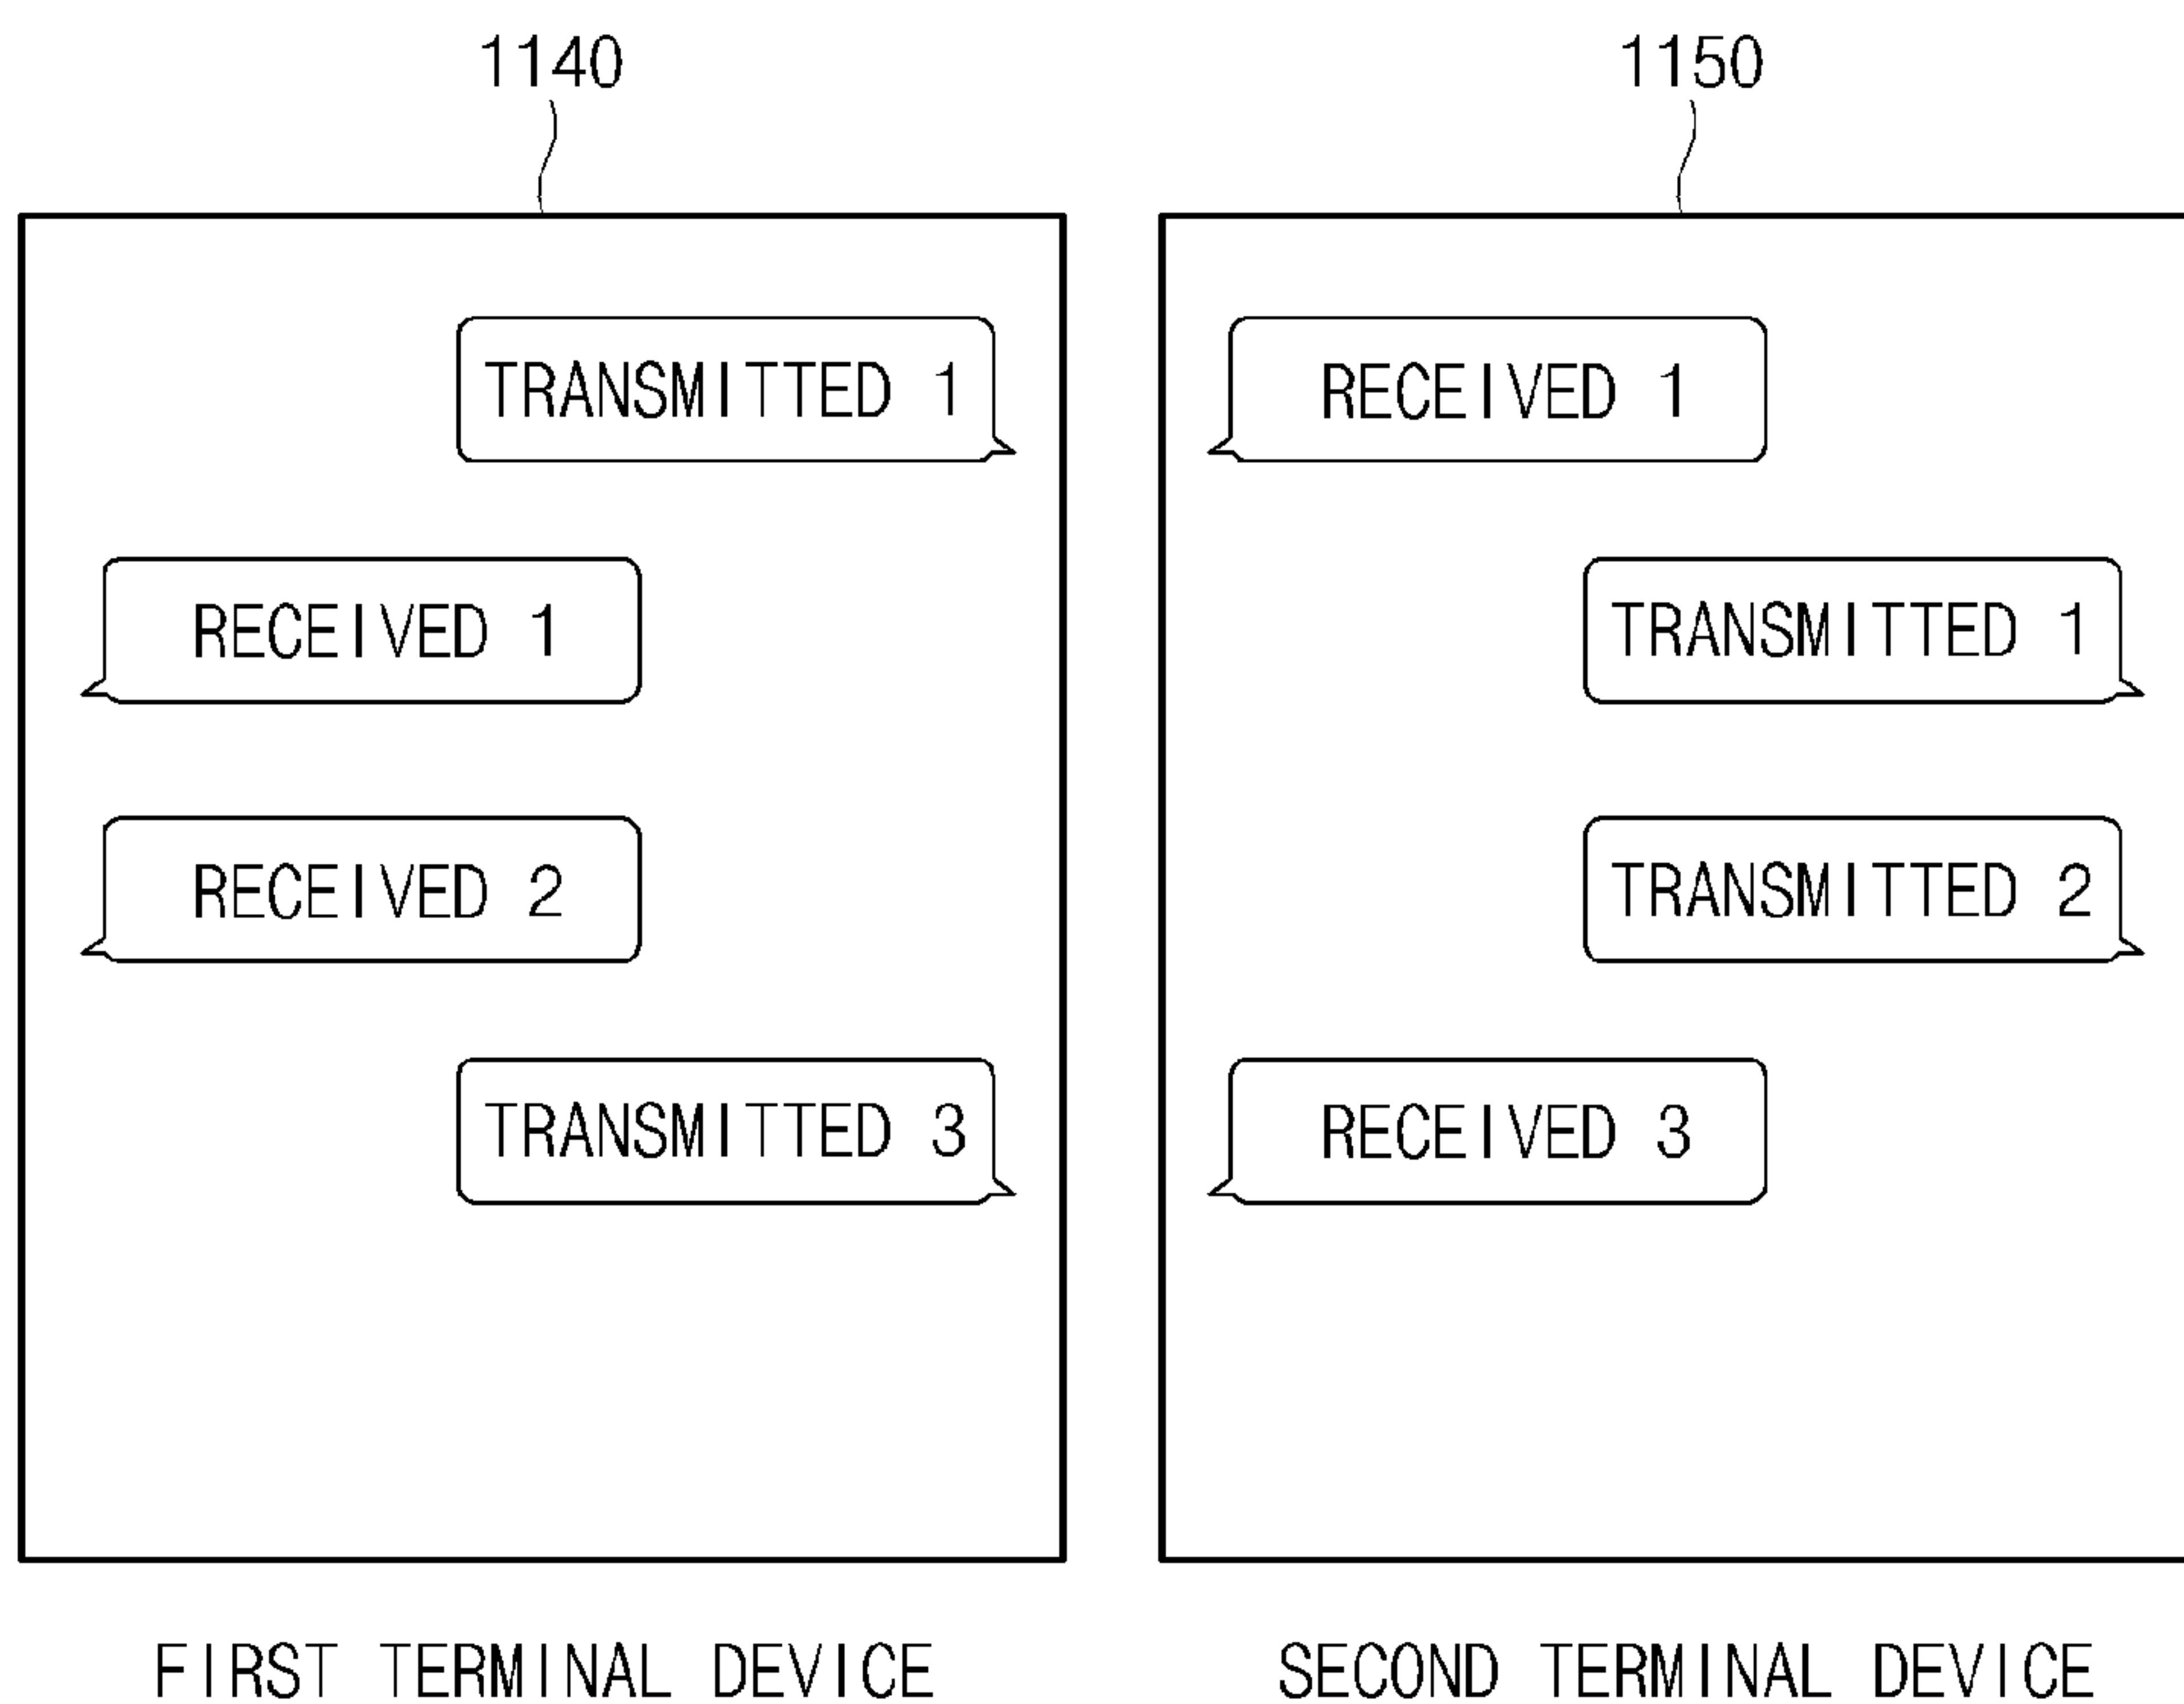 1140
1150
TRANSMITTED 1
RECEIVED 1
RECEIVED 1
TRANSMITTED 1
RECEIVED 2
TRANSMITTED 2
TRANSMITTED 3
RECEIVED 3
FIRST TERMINAL DEVICE
SECOND TERMINAL DEVICE